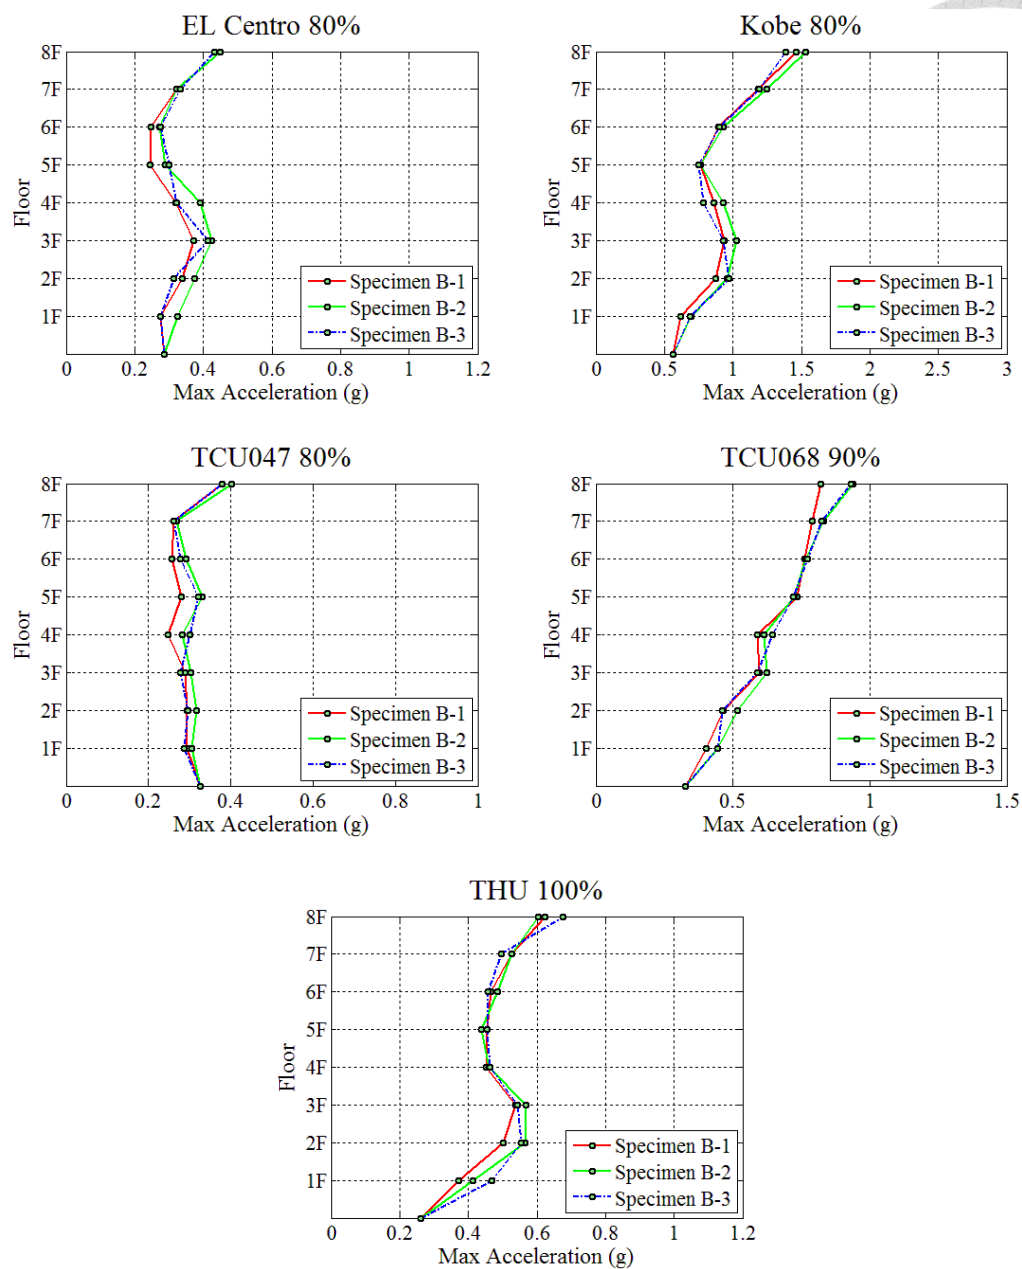 EL Centro 80%
8F
7F
6F
5F
4F
3F
2F
1F
Floor
Specimen B-1
Specimen B-2
Specimen B-3
0 0.2 0.4 0.6 0.8 1 1.2
Max Acceleration (g)
Kobe 80%
8F
7F
6F
5F
4F
3F
2F
1F
Floor
Specimen B-1
Specimen B-2
Specimen B-3
0 0.5 1 1.5 2 2.5 3
Max Acceleration (g)
TCU047 80%
8F
7F
6F
5F
4F
3F
2F
1F
Floor
Specimen B-1
Specimen B-2
Specimen B-3
0 0.2 0.4 0.6 0.8 1
Max Acceleration (g)
TCU068 90%
8F
7F
6F
5F
4F
3F
2F
1F
Floor
Specimen B-1
Specimen B-2
Specimen B-3
0 0.5 1 1.5
Max Acceleration (g)
THU 100%
8F
7F
6F
5F
4F
3F
2F
1F
Floor
Specimen B-1
Specimen B-2
Specimen B-3
0 0.2 0.4 0.6 0.8 1 1.2
Max Acceleration (g)